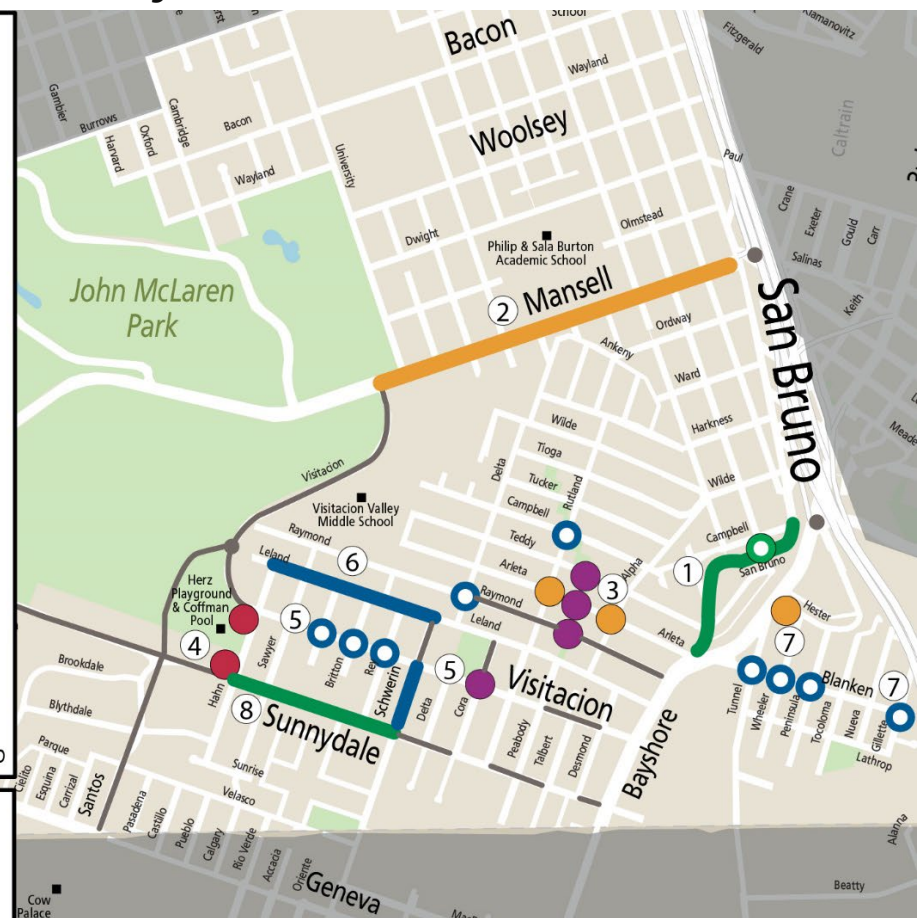 School
Bacon
Wayland
Woolsey
Fitzgerald
Klamanovitz
Caltrain
Gambier
Burrows
Harvard
Oxford
Cambridge
Bacon
Wayland
University
Paul
Crane
Exeter
Gould
Carr
Salinas
Keith
Dwight
Olmstead
Philip & Sala Burton
Academic School
John McLaren
Park
2
Mansell
San Bruno
Ordway
Ankeny
Ward
Harkness
Wilde
Wilde
Tioga
Delta
Tucker
Rutland
Campbell
Teddy
Visitacion
Visitacion Valley
Middle School
Campbell
San Bruno
1
Raymond
Leland
6
Arleta
Alpha
3
Raymond
Leland
Arleta
Hester
7
Herz
Playground
& Coffman
Pool
4
5
Sawyer
Britton
Rey
Schwerin
Delta
5
Cora
Visitacion
Tunnel
Wheeler
Peninsula
Tocoloma
Blanken
7
Nueva
Gillette
Lathrop
Brookdale
Blythdale
Hahn
8
Sunnydale
Peabody
Talbert
Desmond
Bayshore
Parque
Cielito
Esquina
Carrizal
Santos
Sunrise
Velasco
Pasadena
Castillo
Pueblo
Calgary
Rio Verde
Accacia
Oriente
Geneva
Alanna
Beatty
Cow
Palace